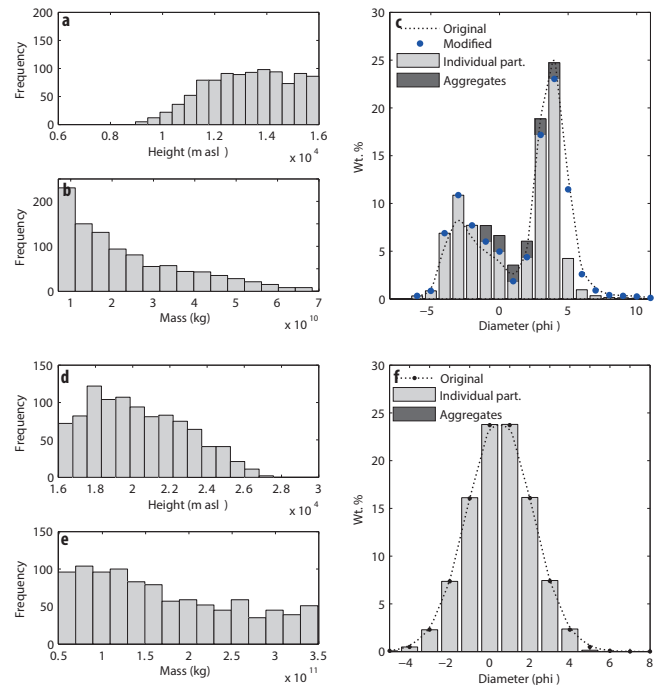 a
200
150
100
50
0
Frequency
0.6
0.8
1
1.2
1.4
1.6
Height (m asl )
x 10 4
b
200
100
0
Frequency
1
2
3
4
5
6
70
Mass (kg)
x 10 10
c
Original
Modified
Individual part.
Aggregates
30
25
20
15
10
5
0
Wt. %
−5
0
5
10
Diameter (phi )
d
150
100
50
0
Frequency
1.6
1.8
2
2.2
2.4
2.6
2.8
3
Height (m asl )
x 10 4
e
150
100
50
0
Frequency
0.5
1
1.5
2
2.5
3
3.5
Mass (kg)
x 10 11
f
Original
Individual part.
Aggregates
30
25
20
15
10
5
0
Wt. %
−4
−2
0
2
4
6
8
Diameter (phi )